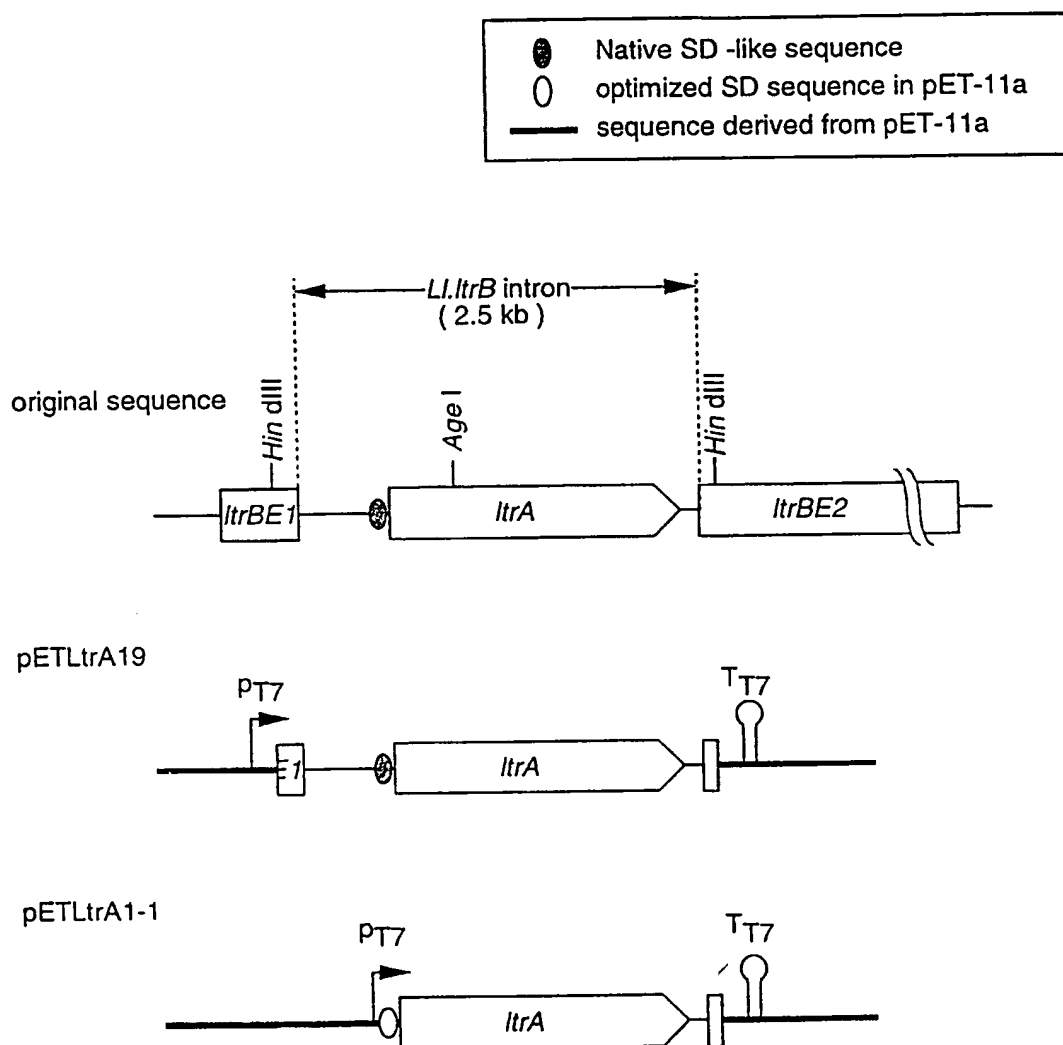 Native SD -like sequence
optimized SD sequence in pET-11a
sequence derived from pET-11a
Ll.ltrB intron
( 2.5 kb )
original sequence
Hin dIII
Age I
Hin dIII
ltrBE1
ltrA
ltrBE2
pETLtrA19
PT7
TT7
E1
ltrA
pETLtrA1-1
PT7
TT7
ltrA